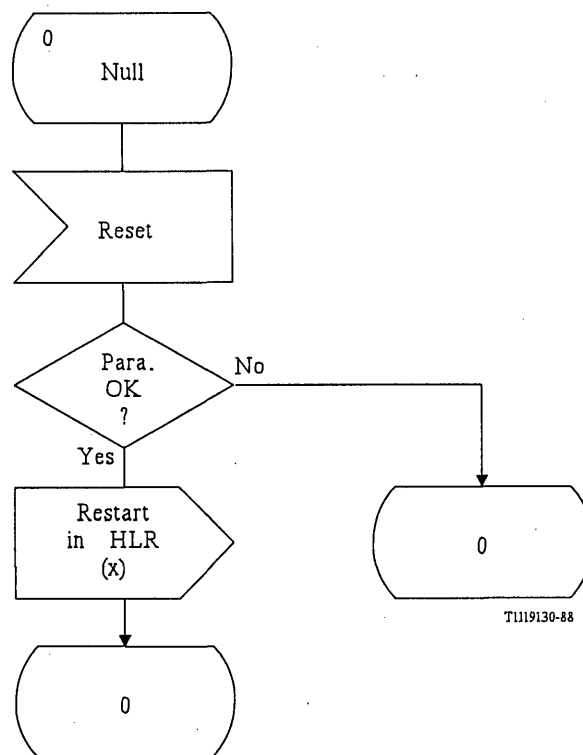 0
Null
Reset
Para.
OK
?
No
Yes
Restart
in HLR
(x)
0
T1119130-88
0